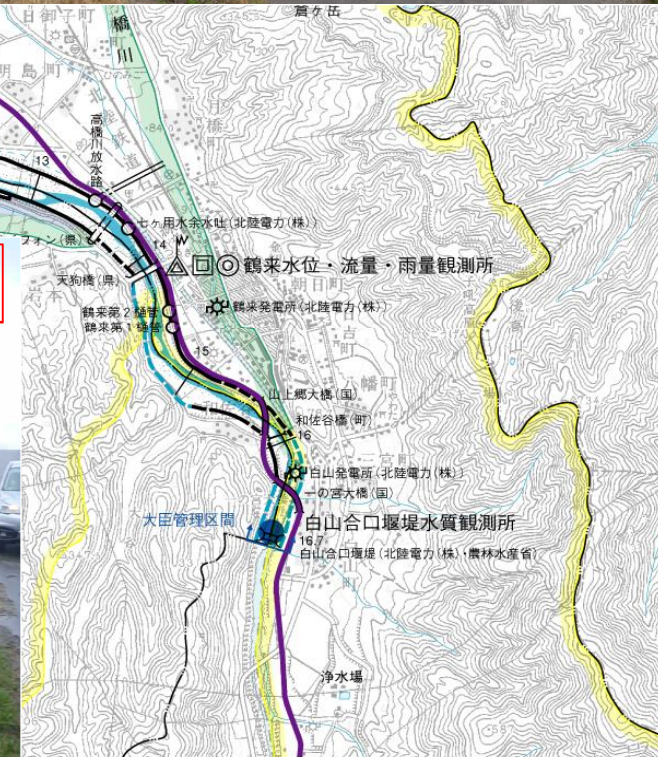 日御子町
倉ヶ岳
橋川
明島町
月橋町
84
高橋川放水路
13
七ヶ用水余水吐(北陸電力(株))
フォン(県)
14
W
鶴来水位・流量・雨量観測所
天狗橋(県)
朝日町
鶴来発電所(北陸電力(株))
鶴来第2樋管
鶴来第1樋管
15
八幡町
山上郷大橋(国)
和佐谷橋(町)
16
白山発電所(北陸電力(株))
一の宮大橋(国)
大臣管理区間
白山合口堰堤水質観測所
16.7
白山合口堰堤(北陸電力(株)・農林水産省)
浄水場